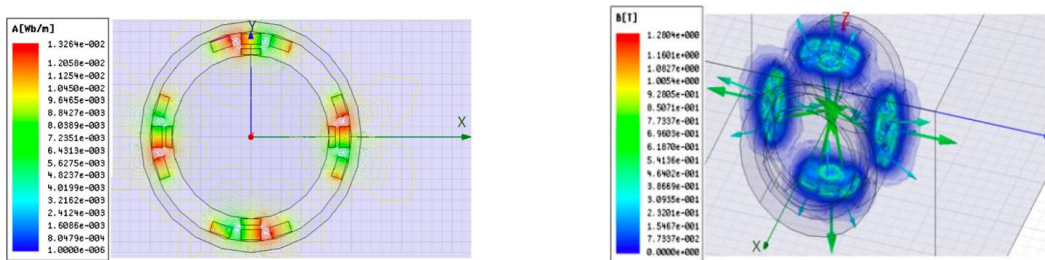 A[Wb/m]
1.3264e-002
1.2058e-002
1.1254e-002
1.0450e-002
9.6465e-003
8.8427e-003
8.0389e-003
7.2351e-003
6.4313e-003
5.6275e-003
4.8237e-003
4.0199e-003
3.2162e-003
2.4124e-003
1.6086e-003
8.0479e-004
1.0000e-006
Y
X
B[T]
1.2804e+000
1.1601e+000
1.0827e+000
1.0054e+000
9.2805e-001
8.5071e-001
7.7337e-001
6.9603e-001
6.1870e-001
5.4136e-001
4.6402e-001
3.8669e-001
3.0935e-001
2.3201e-001
1.5467e-001
7.7337e-002
0.0000e+000
Z
X